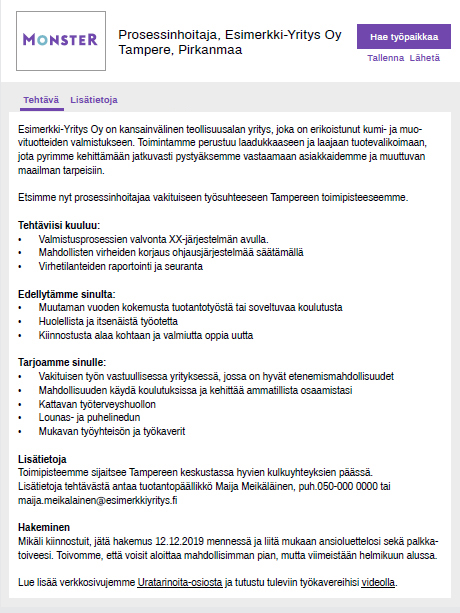 MONSTER
Prosessinhoitaja, Esimerkki-Yritys Oy
Tampere, Pirkanmaa
Hae työpaikkaa
Tallenna Lähetä
Tehtävä Lisätietoja
Esimerkki-Yritys Oy on kansainvälinen teollisuusalan yritys, joka on erikoistunut kumi- ja muo-
vituotteiden valmistukseen. Toimintamme perustuu laadukkaaseen ja laajaan tuotevalikoimaan,
jota pyrimme kehittämään jatkuvasti pystyäksemme vastaamaan asiakkaidemme ja muuttuvan
maailman tarpeisiin.
Etsimme nyt prosessinhoitajaa vakituiseen työsuhteeseen Tampereen toimipisteeseemme.
Tehtäviisi kuuluu:
• Valmistusprosessien valvonta XX-järjestelmän avulla.
• Mahdollisten virheiden korjaus ohjausjärjestelmää säätämällä
• Virhetilanteiden raportointi ja seuranta
Edellytämme sinulta:
• Muutaman vuoden kokemusta tuotantotyöstä tai soveltuvaa koulutusta
• Huolellista ja itsenäistä työotetta
• Kiinnostusta alaa kohtaan ja valmiutta oppia uutta
Tarjoamme sinulle:
• Vakituisen työn vastuullisessa yrityksessä, jossa on hyvät etenemismahdollisuudet
• Mahdollisuuden käydä koulutuksissa ja kehittää ammatillista osaamistasi
• Kattavan työterveyshuollon
• Lounas- ja puhelinedun
• Mukavan työyhteisön ja työkaverit
Lisätietoja
Toimipisteemme sijaitsee Tampereen keskustassa hyvien kulkuyhteyksien päässä.
Lisätietoja tehtävästä antaa tuotantopäällikkö Maija Meikäläinen, puh.050-000 0000 tai
maija.meikalainen@esimerkkiyritys.fi
Hakeminen
Mikäli kiinnostuit, jätä hakemus 12.12.2019 mennessä ja liitä mukaan ansioluettelosi sekä palkka-
toiveesi. Toivomme, että voisit aloittaa mahdollisimman pian, mutta viimeistään helmikuun alussa.
Lue lisää verkkosivujemme Uratarinoita-osiosta ja tutustu tuleviin työkavereihisi videolla.